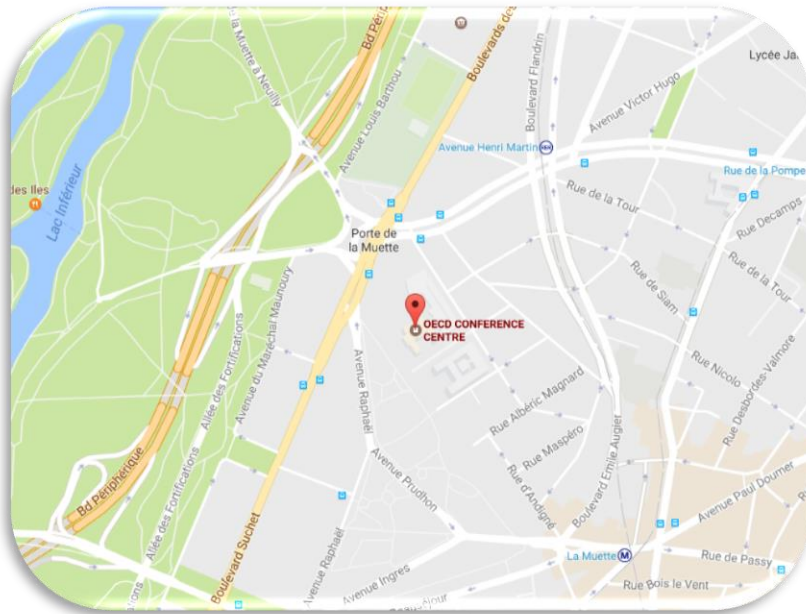 de la Muette à Neuilly
Bd Péri
Bd Pér
Boulevards des
Avenue Louis Barthou
Boulevard Flandrin
Avenue Victor Hugo
Lycée Ja
Avenue Henri Martin
Rue de la Pompe
des Iles
Lac Inférieur
Rue de la Tour
Rue Decamps
Porte de
la Muette
Rue de la Tour
Rue de Siam
Avenue du Maréchal Maunoury
OECD CONFERENCE
CENTRE
Allée des Fortifications
Avenue Raphaël
Rue Nicolo
Rue Desbordes-Valmore
Rue Albéric Magnard
Rue Maspéro
Bd Périphérique
Allée des Fortifications
Boulevard Suchet
Avenue Prudhon
Rue d'Andigné
Boulevard Emile Augier
Avenue Paul Doumer
Avenue Raphaël
La Muette
M
Rue de Passy
Avenue Ingres
Rue Bois le Vent